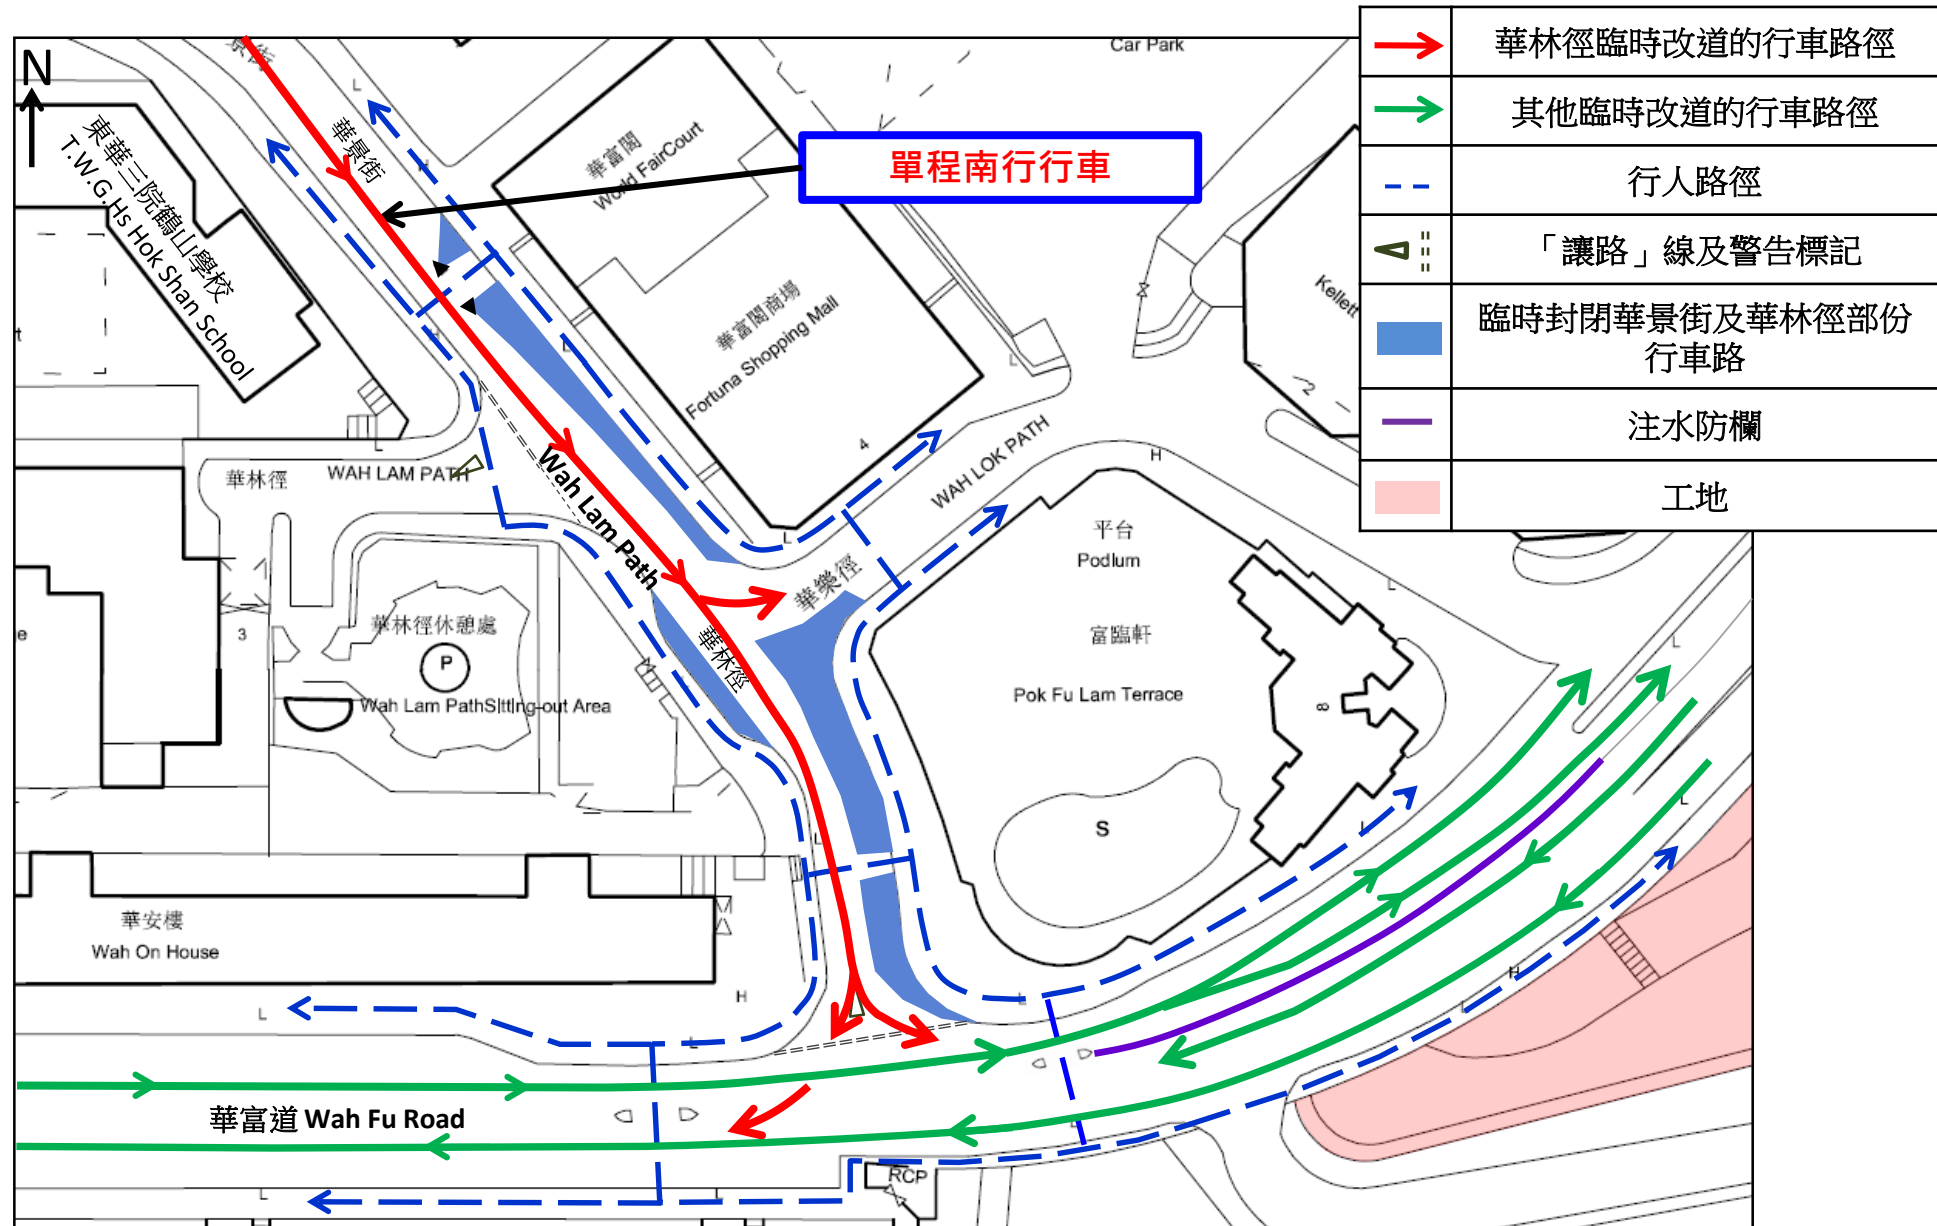 華林徑臨時改道的行車路徑
其他臨時改道的行車路徑
行人路徑
「讓路」線及警告標記
臨時封閉華景街及華林徑部份
行車路
注水防欄
工地
N
景街
Car Park
東華三院鶴山學校
T.W.G.Hs Hok Shan School
華景街
華富閣
World FairCourt
單程南行行車
華富閣商場
Fortuna Shopping Mall
4
Kellett
2
t
華林徑
WAH LAM PATH
Wah Lam Path
WAH LOK PATH
H
平台
Podium
華樂徑
e
3
華林徑休憩處
P
Wah Lam PathSitting-out Area
華林徑
富臨軒
Pok Fu Lam Terrace
8
S
華安樓
Wah On House
H
H
華富道 Wah Fu Road
RCP